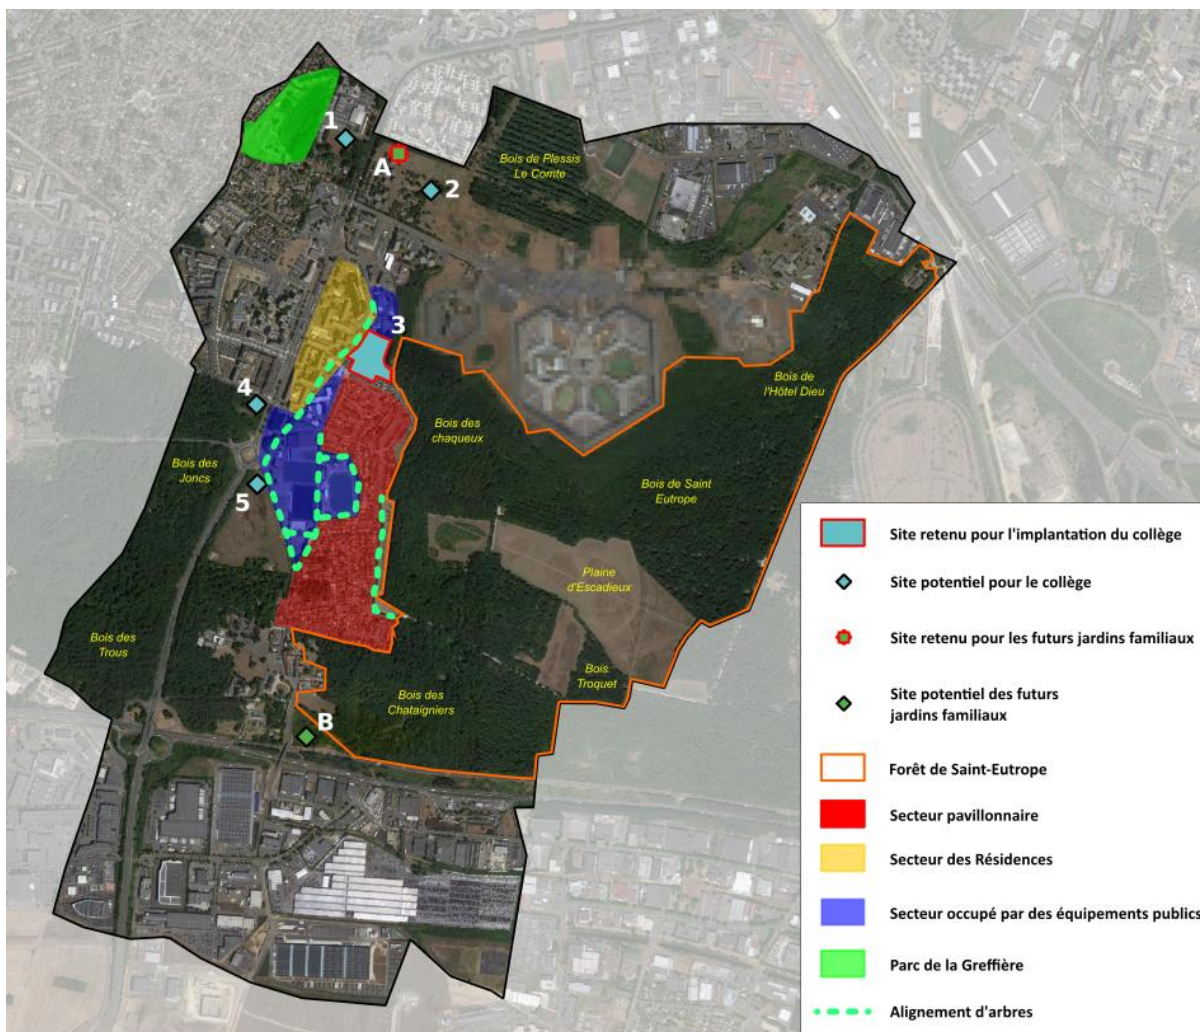 1
A
2
Bois de Plessis
Le Comte
3
4
Bois de
l'Hôtel Dieu
Bois des
chaqueux
Bois des
Joncs
Bois de Saint
Eutrope
5
Plaine
d'Escadieux
Bois des
Trous
Bois
Troquet
Bois des
Chataigniers
B
Site retenu pour l'implantation du collège
Site potentiel pour le collège
Site retenu pour les futurs jardins familiaux
Site potentiel des futurs
jardins familiaux
Forêt de Saint-Eutrope
Secteur pavillonnaire
Secteur des Résidences
Secteur occupé par des équipements publics
Parc de la Greffière
Alignement d'arbres